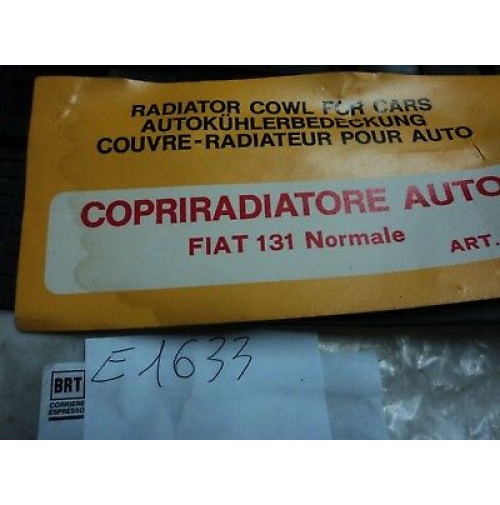 RADIATOR COWL FOR CARS
AUTOKÜHLERBEDECKUNG
COUVRE-RADIATEUR POUR AUTO
COPRIRADIATORE AUTO
FIAT 131 Normale ART.
E1633
BRT
CORRIERE
ESPRESSO